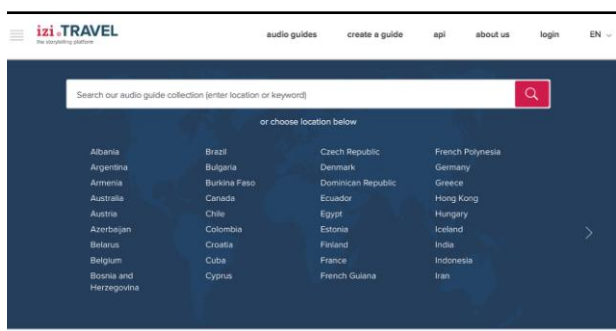 izi.TRAVEL
the storytelling platform
audio guides
create a guide
api
about us
login
EN
Search our audio guide collection (enter location or keyword)
or choose location below
Albania
Argentina
Armenia
Australia
Austria
Azerbaijan
Belarus
Belgium
Bosnia and
Herzegovina
Brazil
Bulgaria
Burkina Faso
Canada
Chile
Colombia
Croatia
Cuba
Cyprus
Czech Republic
Denmark
Dominican Republic
Ecuador
Egypt
Estonia
Finland
France
French Guiana
French Polynesia
Germany
Greece
Hong Kong
Hungary
Iceland
India
Indonesia
Iran